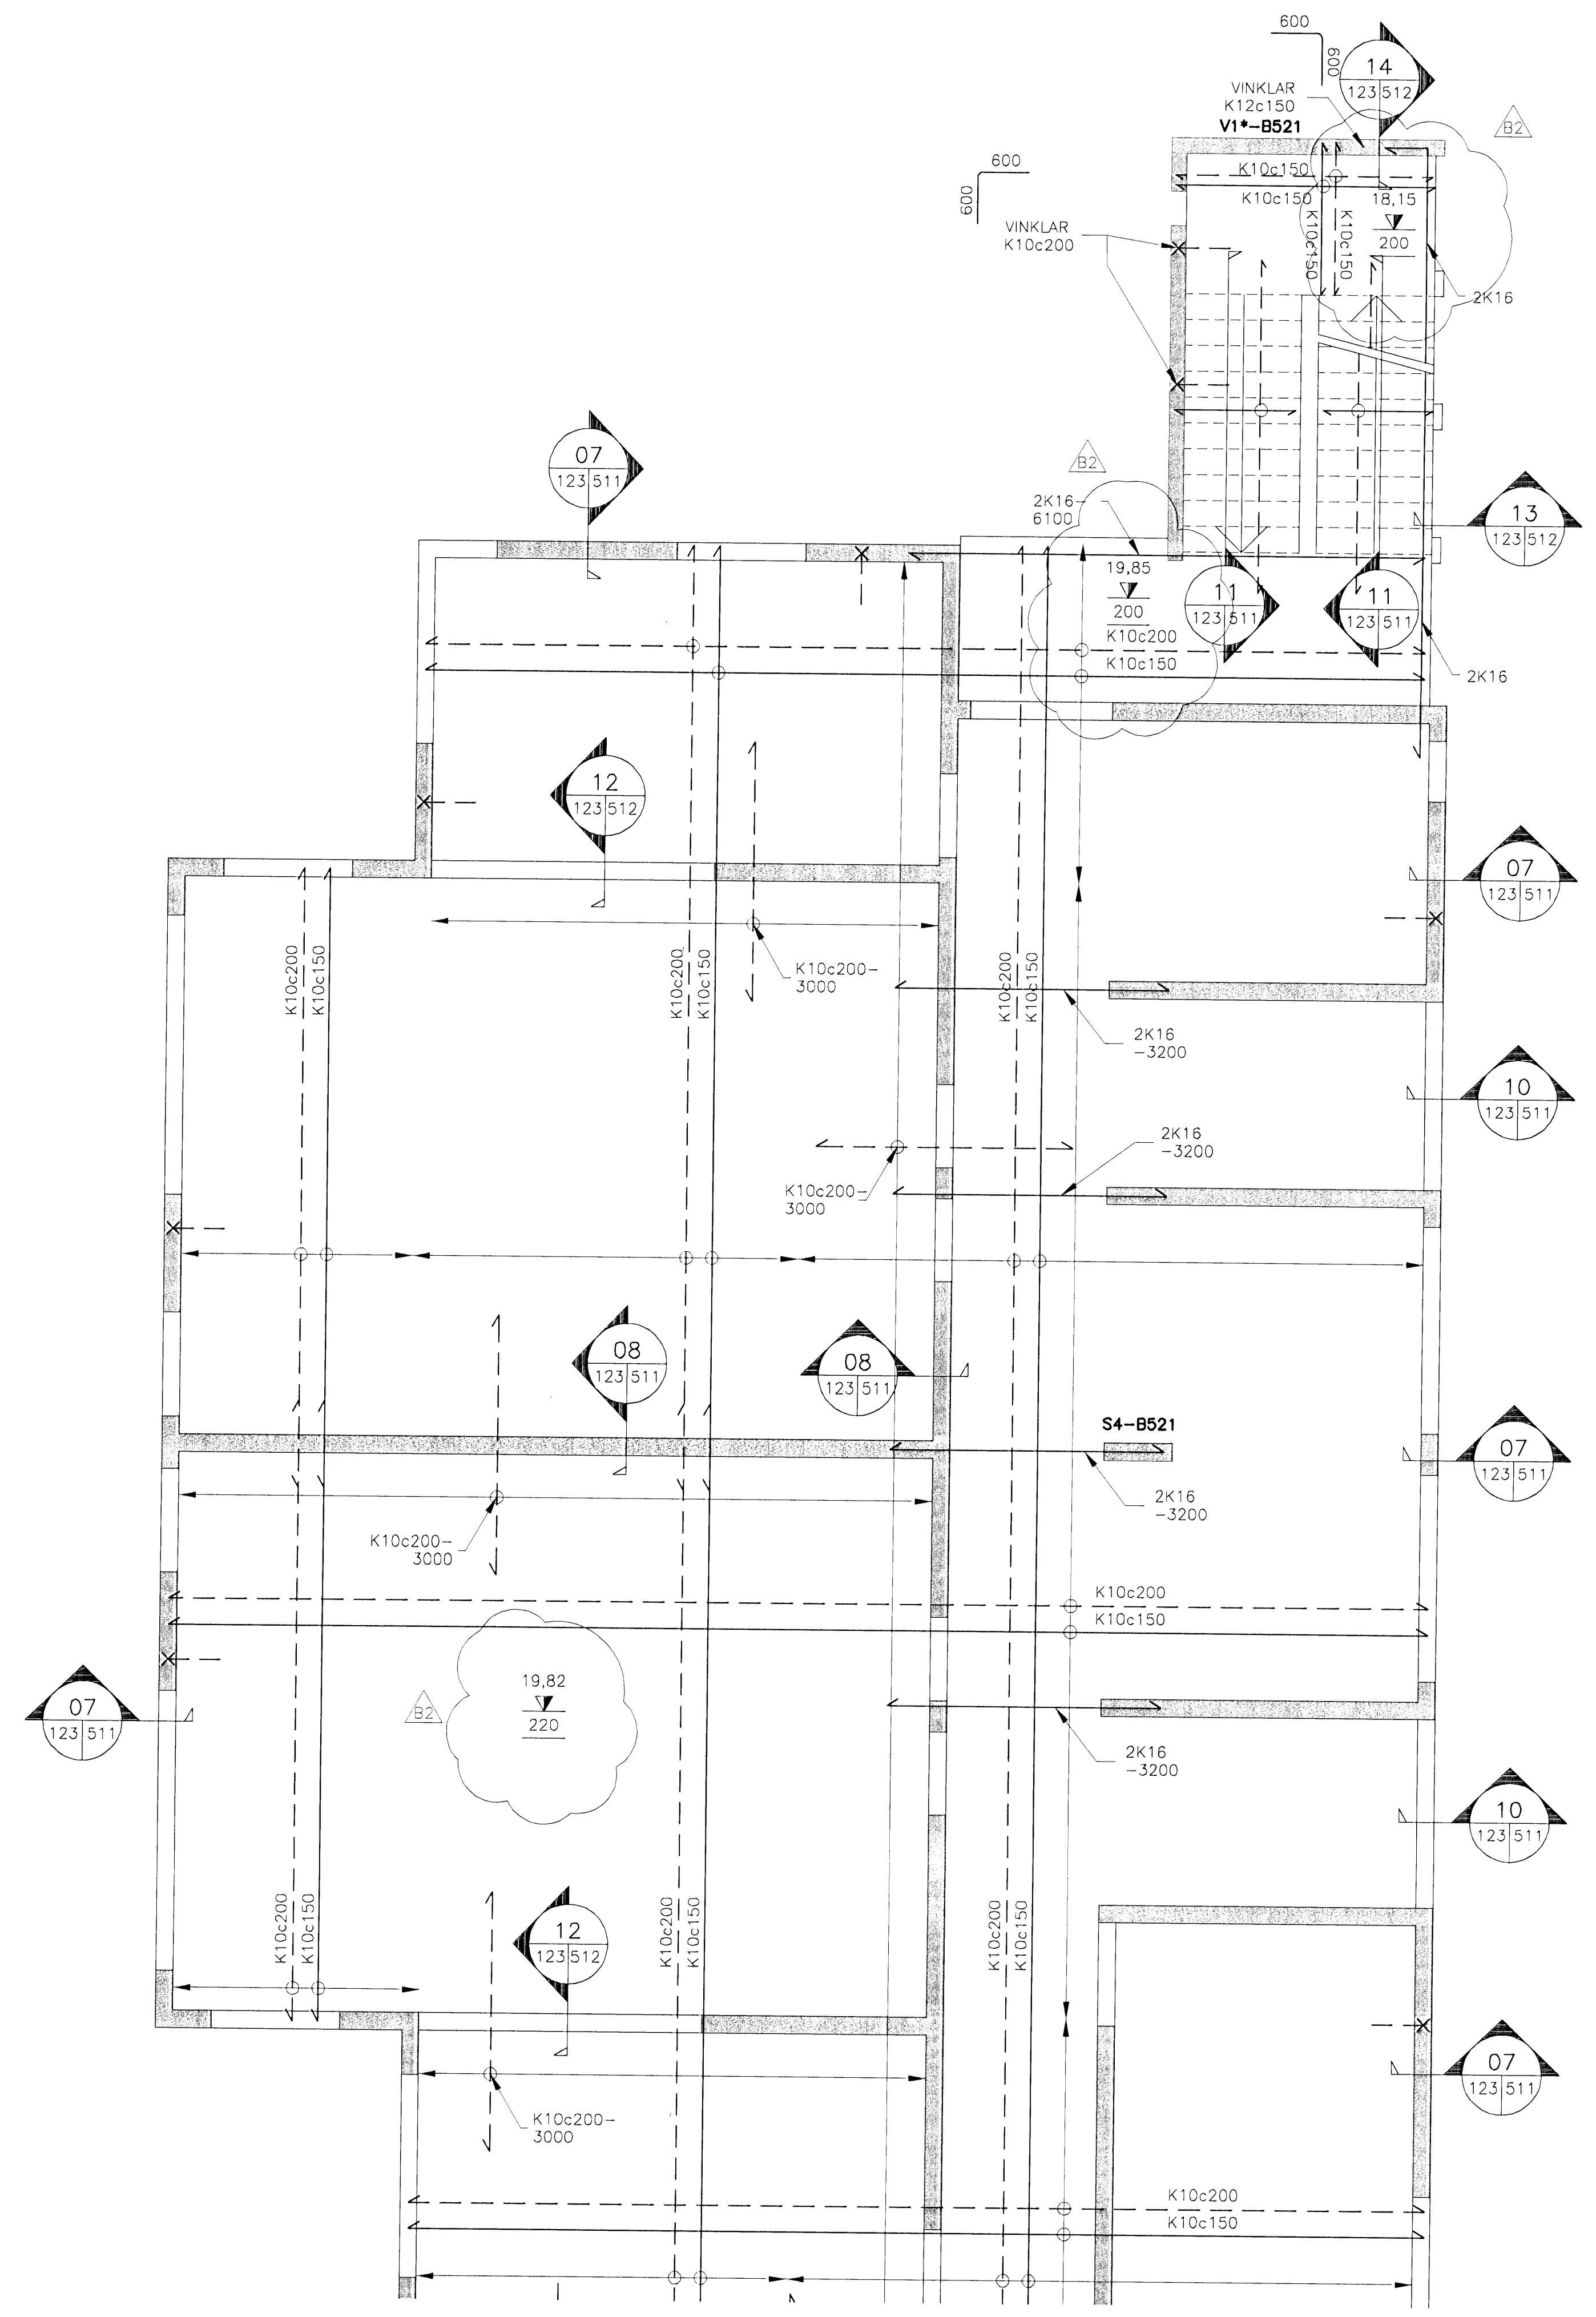 600
600
14
123 512
VINKLAR
K12c150
V1*-B521
B2
600
600
K10c150
K10c150
18,15
200
K10c150
K10c150
VINKLAR
K10c200
2K16
07
123 511
B2
2K16-
6100
13
123 512
19,85
200
11
123 511
11
123 511
K10c200
K10c150
2K16
12
123 512
07
123 511
K10c200
K10c150
K10c200
K10c150
K10c200-
3000
K10c200
K10c150
2K16
-3200
10
123 511
2K16
-3200
K10c200-
3000
08
123 511
08
123 511
S4-B521
07
123 511
2K16
-3200
K10c200-
3000
K10c200
K10c150
19,82
220
B2
07
123 511
2K16
-3200
10
123 511
K10c200
K10c150
12
123 512
K10c200
K10c150
K10c200
K10c150
07
123 511
K10c200-
3000
K10c200
K10c150